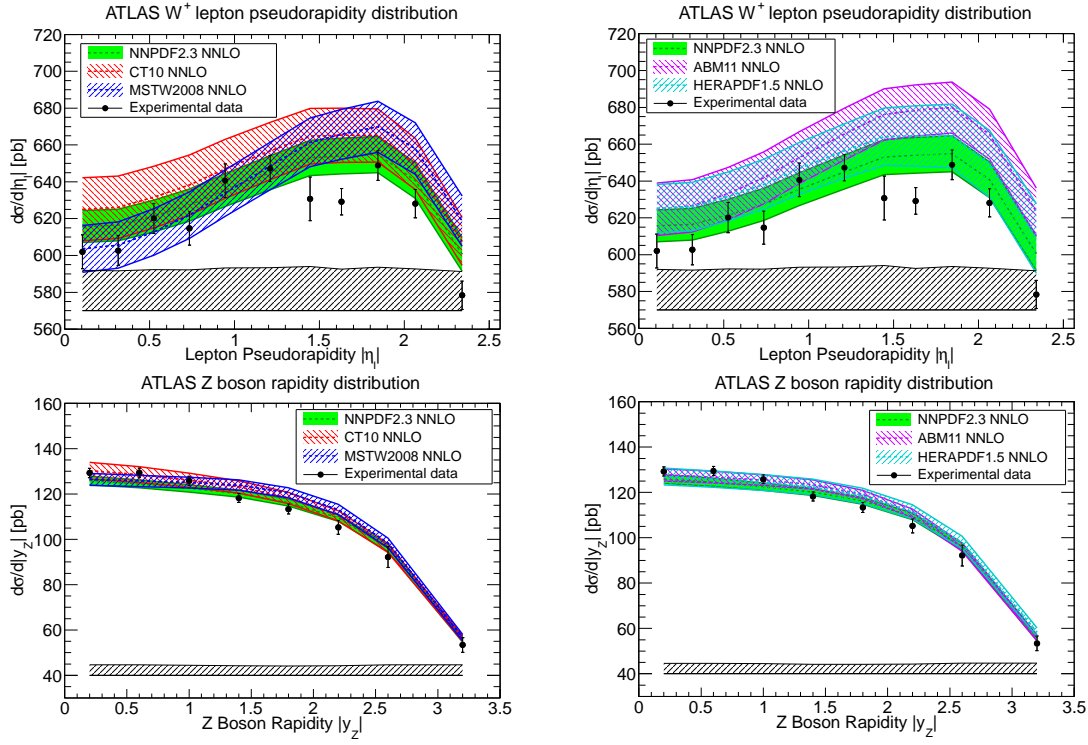 ATLAS W⁺ lepton pseudorapidity distribution
720
700
680
660
640
620
600
580
560
dσ/d|ηₗ| [pb]
NNPDF2.3 NNLO
CT10 NNLO
MSTW2008 NNLO
Experimental data
0 0.5 1 1.5 2 2.5
Lepton Pseudorapidity |ηₗ|
ATLAS W⁺ lepton pseudorapidity distribution
720
700
680
660
640
620
600
580
560
dσ/d|ηₗ| [pb]
NNPDF2.3 NNLO
ABM11 NNLO
HERAPDF1.5 NNLO
Experimental data
0 0.5 1 1.5 2 2.5
Lepton Pseudorapidity |ηₗ|
ATLAS Z boson rapidity distribution
160
140
120
100
80
60
40
dσ/d|y_Z| [pb]
NNPDF2.3 NNLO
CT10 NNLO
MSTW2008 NNLO
Experimental data
0 0.5 1 1.5 2 2.5 3 3.5
Z Boson Rapidity |y_Z|
ATLAS Z boson rapidity distribution
160
140
120
100
80
60
40
dσ/d|y_Z| [pb]
NNPDF2.3 NNLO
ABM11 NNLO
HERAPDF1.5 NNLO
Experimental data
0 0.5 1 1.5 2 2.5 3 3.5
Z Boson Rapidity |y_Z|